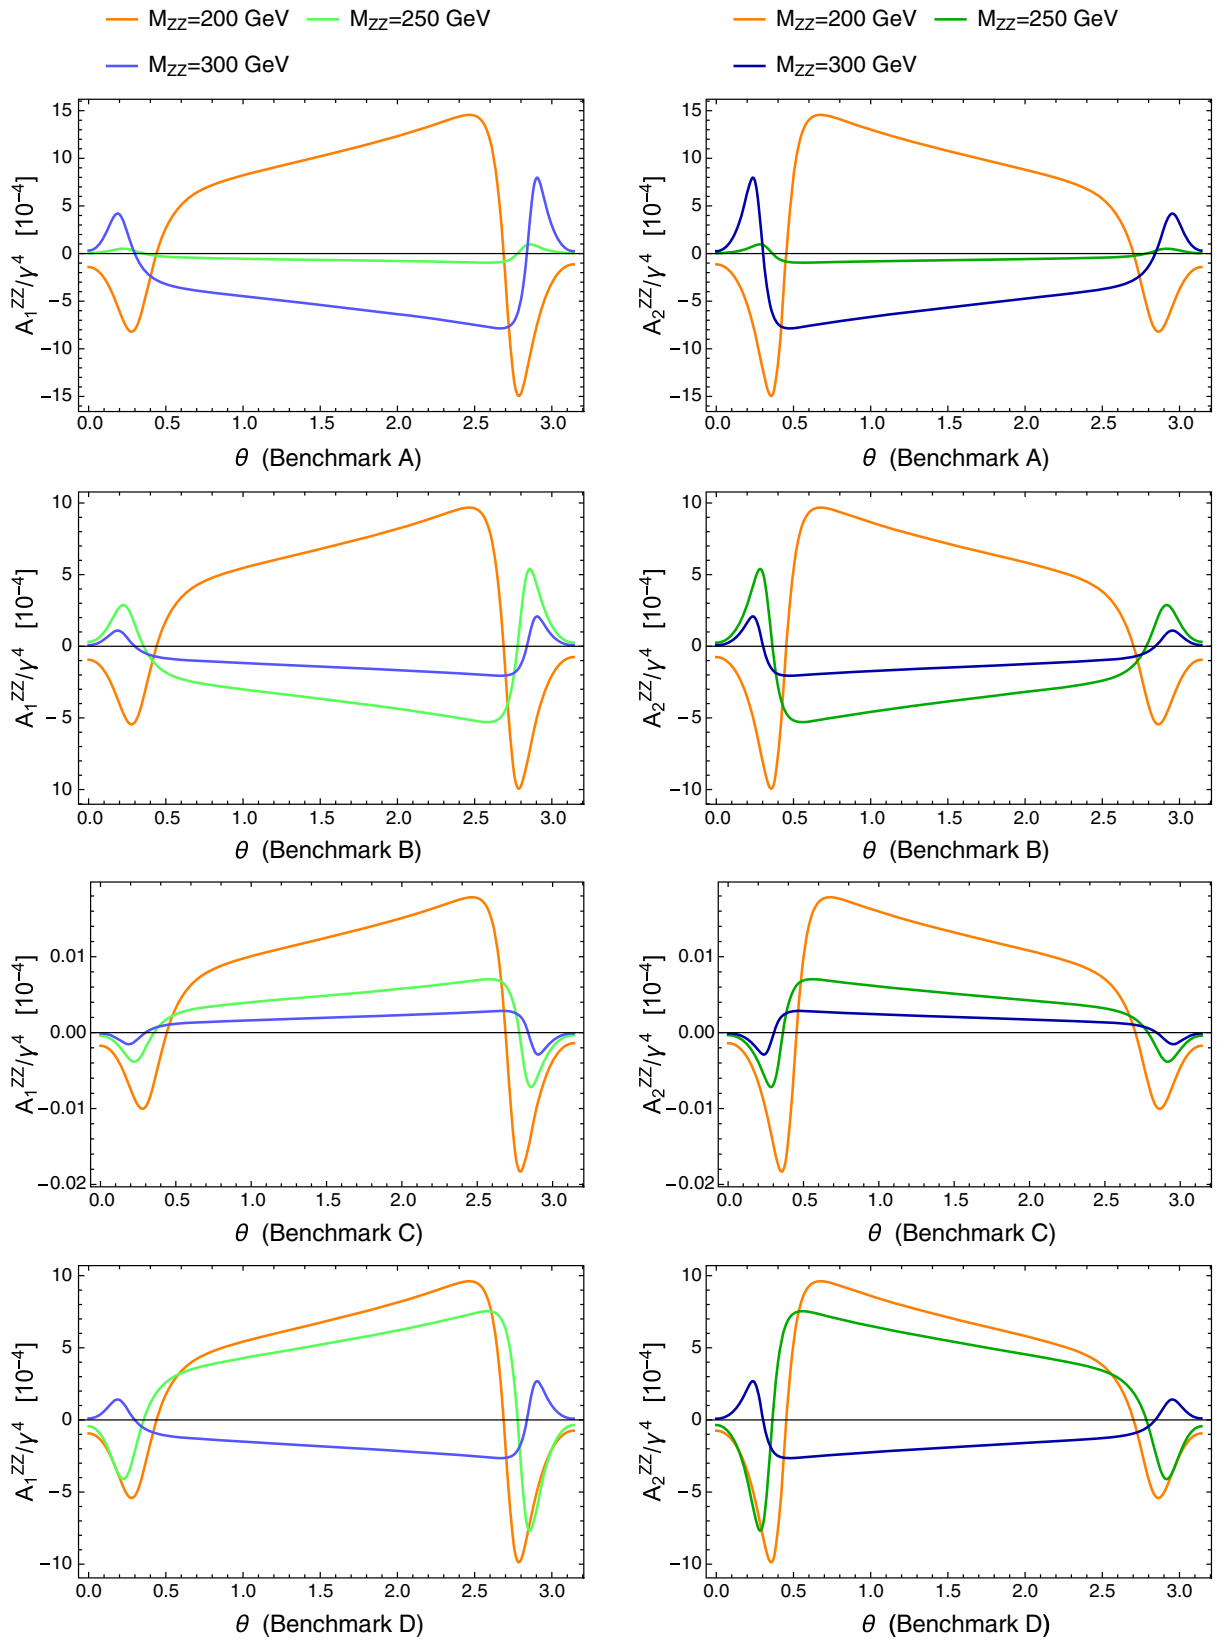 M_ZZ=200 GeV M_ZZ=250 GeV
M_ZZ=300 GeV
M_ZZ=200 GeV M_ZZ=250 GeV
M_ZZ=300 GeV
A_1^ZZ/γ^4 [10^−4]
15
10
5
0
−5
−10
−15
0.0 0.5 1.0 1.5 2.0 2.5 3.0
θ (Benchmark A)
A_2^ZZ/γ^4 [10^−4]
15
10
5
0
−5
−10
−15
0.0 0.5 1.0 1.5 2.0 2.5 3.0
θ (Benchmark A)
A_1^ZZ/γ^4 [10^−4]
10
5
0
−5
10
0.0 0.5 1.0 1.5 2.0 2.5 3.0
θ (Benchmark B)
A_2^ZZ/γ^4 [10^−4]
10
5
0
−5
−10
0.0 0.5 1.0 1.5 2.0 2.5 3.0
θ (Benchmark B)
A_1^ZZ/γ^4 [10^−4]
0.01
0.00
−0.01
−0.02
0.0 0.5 1.0 1.5 2.0 2.5 3.0
θ (Benchmark C)
A_2^ZZ/γ^4 [10^−4]
0.01
0.00
−0.01
−0.02
0.0 0.5 1.0 1.5 2.0 2.5 3.0
θ (Benchmark C)
A_1^ZZ/γ^4 [10^−4]
10
5
0
−5
−10
0.0 0.5 1.0 1.5 2.0 2.5 3.0
θ (Benchmark D)
A_2^ZZ/γ^4 [10^−4]
10
5
0
−5
−10
0.0 0.5 1.0 1.5 2.0 2.5 3.0
θ (Benchmark D)